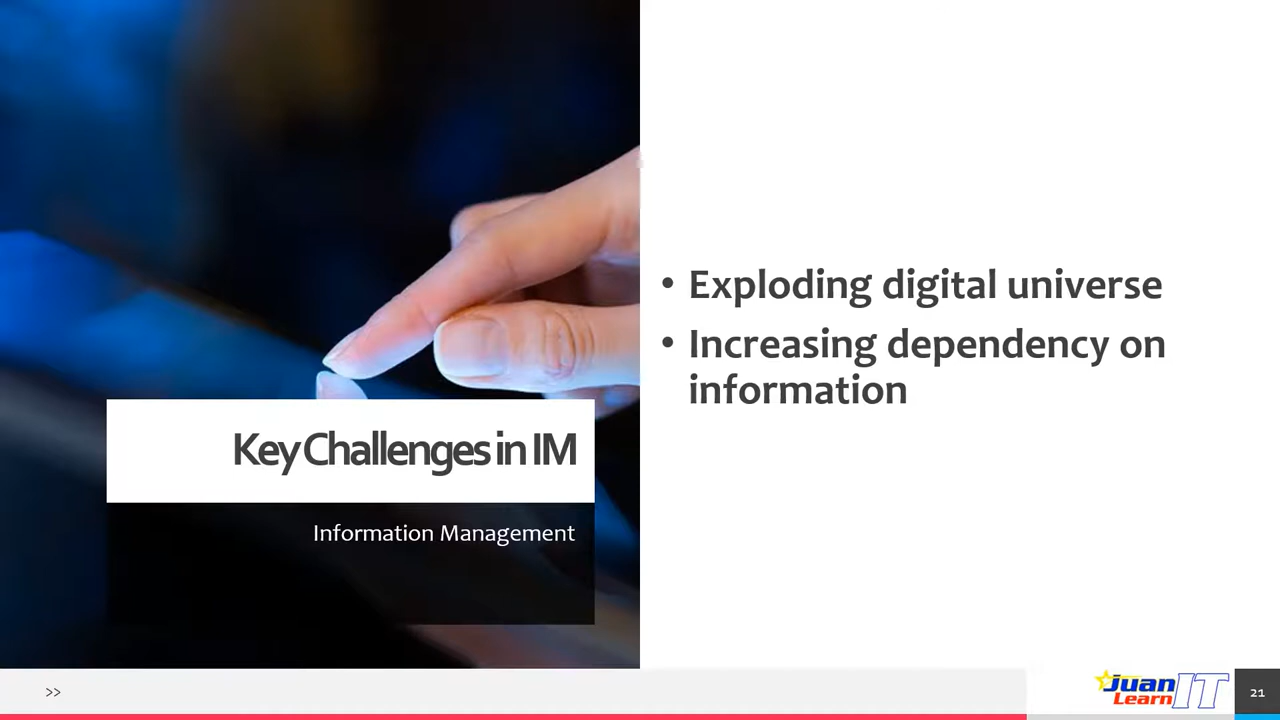 • Exploding digital universe
• Increasing dependency on
information
Key Challenges in IM
Information Management
>>
Juan
Learn IT
21